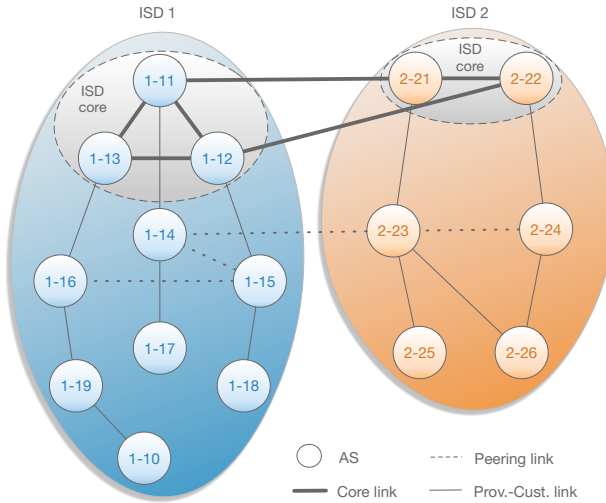 ISD 1
ISD 2
ISD
core
1-11
ISD
core
2-21
2-22
1-13
1-12
1-14
2-23
2-24
1-16
1-15
1-17
2-25
2-26
1-19
1-18
1-10
AS
Peering link
Core link
Prov.-Cust. link